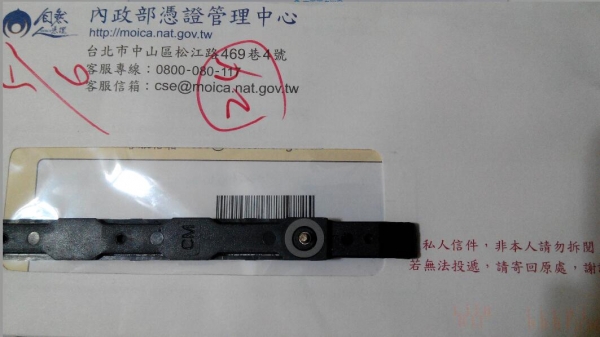 自然
人憑證
內政部憑證管理中心
http://moica.nat.gov.tw
台北市中山區松江路469巷4號
客服專線：0800-080-117
客服信箱：cse@moica.nat.gov.tw
CM
私人信件，非本人請勿拆閱
若無法投遞，請寄回原處，謝